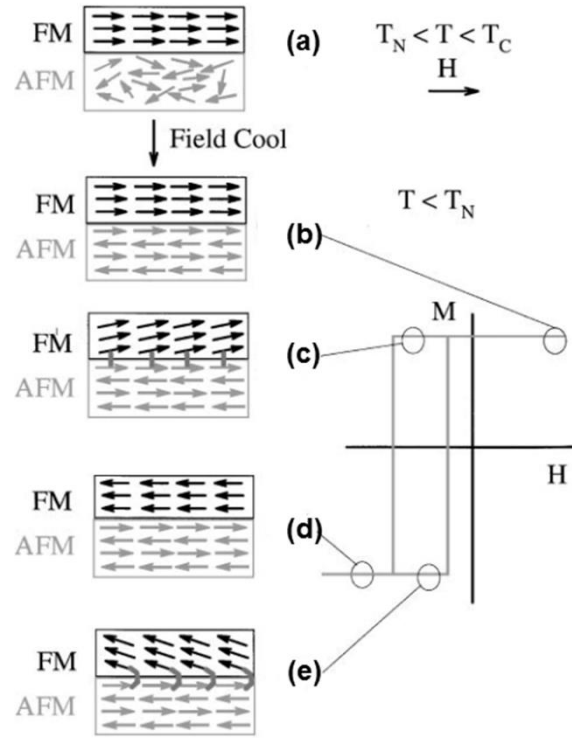 FM
(a)
T_N < T < T_C
AFM
H
Field Cool
FM
T < T_N
AFM
(b)
FM
M
(c)
AFM
H
FM
(d)
AFM
(e)
FM
AFM